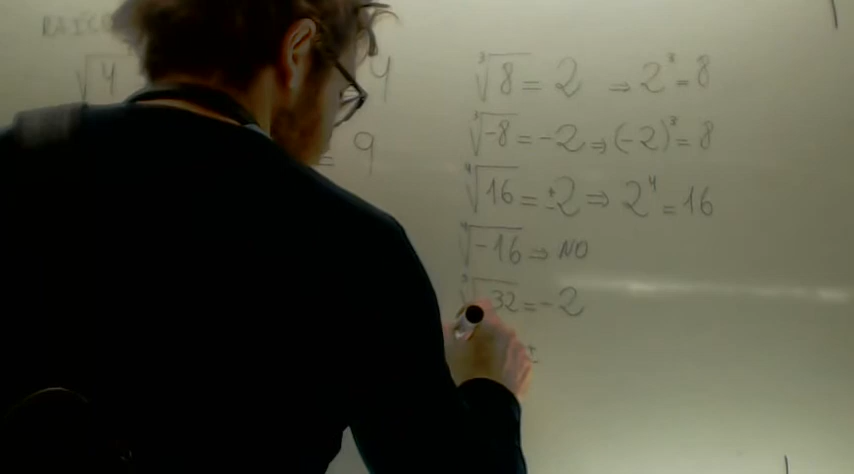 √4 4
= 9
∛8 = 2 ⇒ 2³ = 8
∛-8 = -2 ⇒ (-2)³ = 8
∜16 = ±2 ⇒ 2⁴ = 16
∜-16 ⇒ NO
32 = -2
±